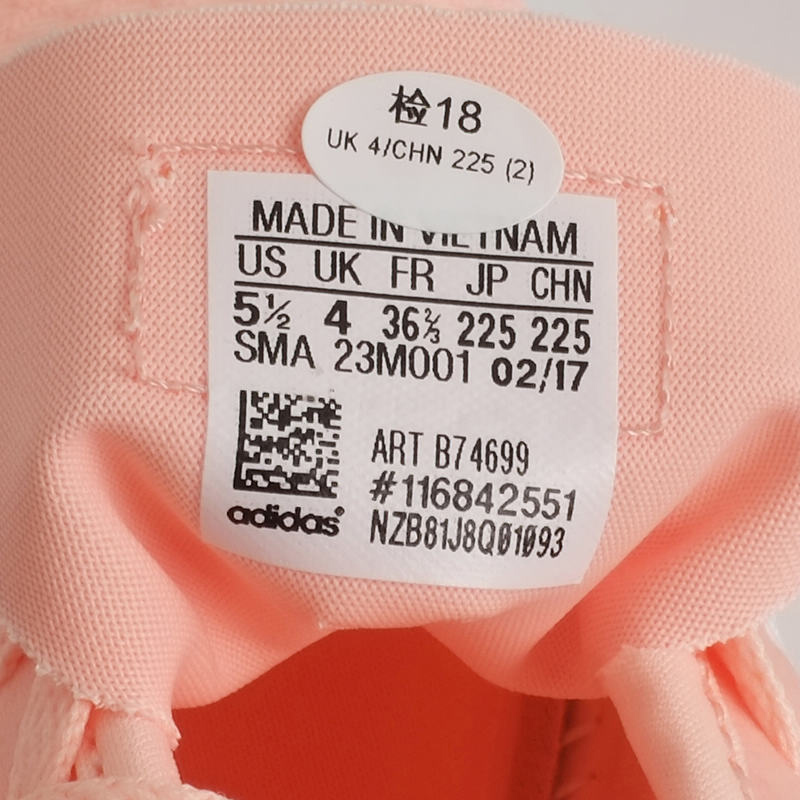 检18
UK 4/CHN 225 (2)
MADE IN VIETNAM
US UK FR JP CHN
5½ 4 36⅔ 225 225
SMA 23M001 02/17
ART B74699
#116842551
adidas®
NZB81J8Q01093